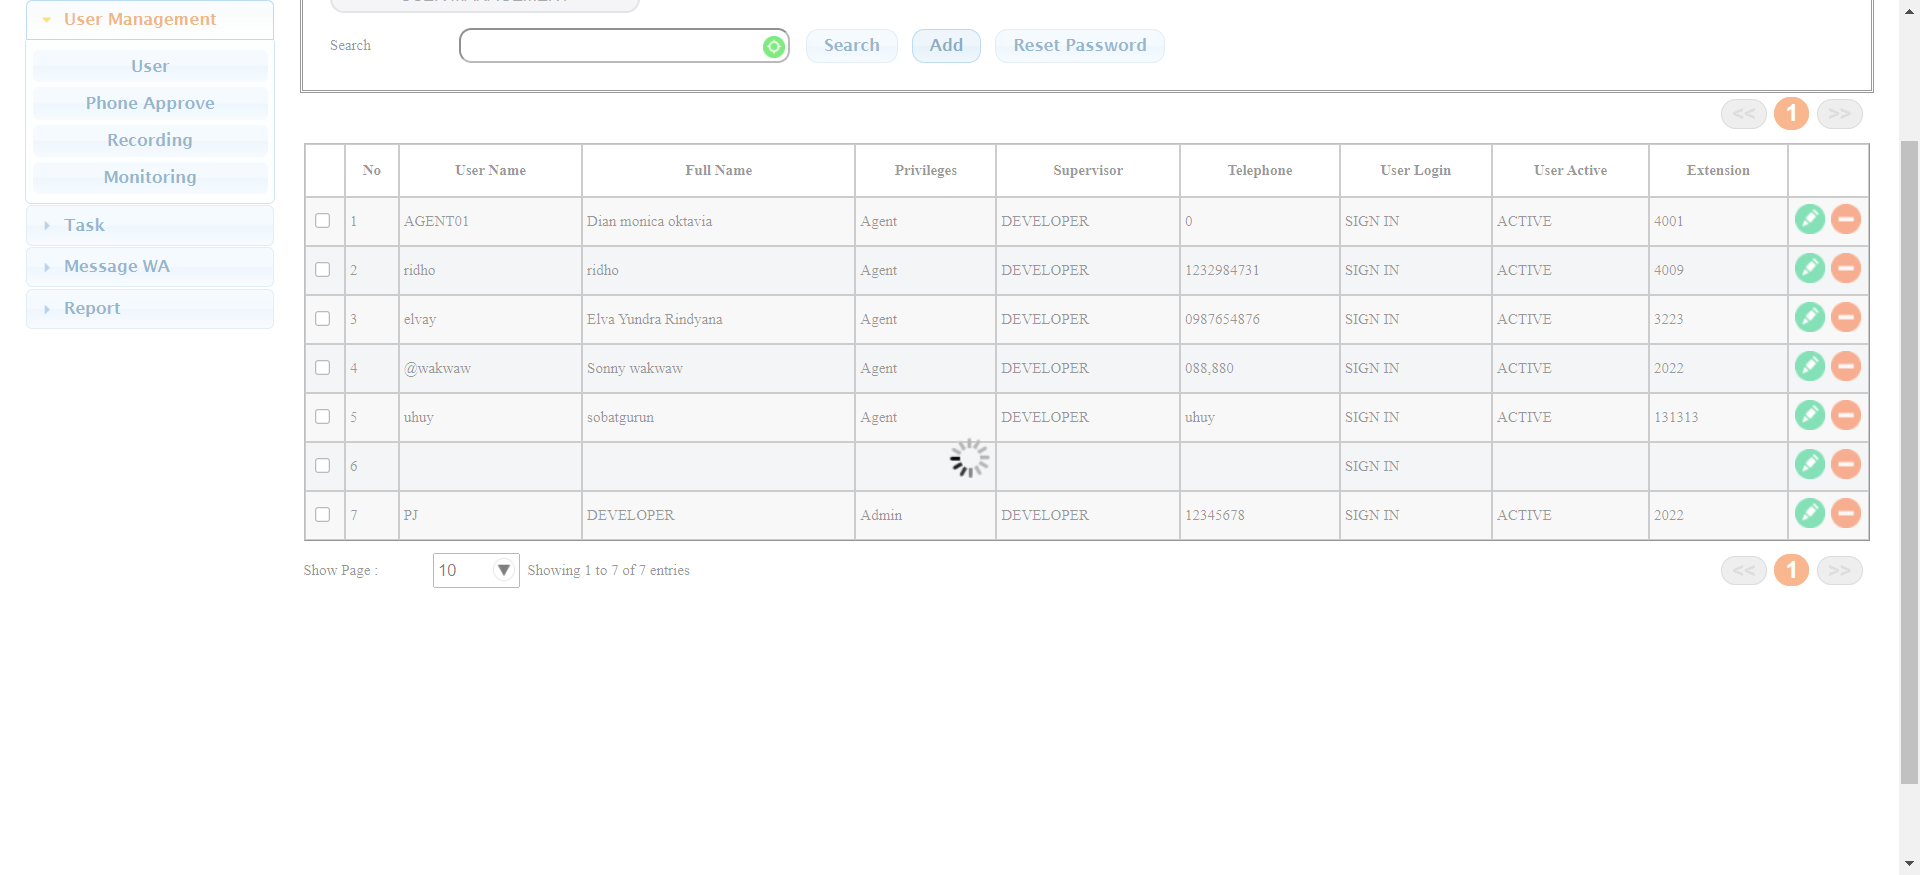 User Management
User
Phone Approve
Recording
Monitoring
Task
Message WA
Report
Search
Search Add Reset Password
<< 1 >>
No User Name Full Name Privileges Supervisor Telephone User Login User Active Extension
1 AGENT01 Dian monica oktavia Agent DEVELOPER 0 SIGN IN ACTIVE 4001
2 ridho ridho Agent DEVELOPER 1232984731 SIGN IN ACTIVE 4009
3 elvay Elva Yundra Rindyana Agent DEVELOPER 0987654876 SIGN IN ACTIVE 3223
4 @wakwaw Sonny wakwaw Agent DEVELOPER 088,880 SIGN IN ACTIVE 2022
5 uhuy sobatgurun Agent DEVELOPER uhuy SIGN IN ACTIVE 131313
6 SIGN IN
7 PJ DEVELOPER Admin DEVELOPER 12345678 SIGN IN ACTIVE 2022
Show Page : 10 Showing 1 to 7 of 7 entries
<< 1 >>